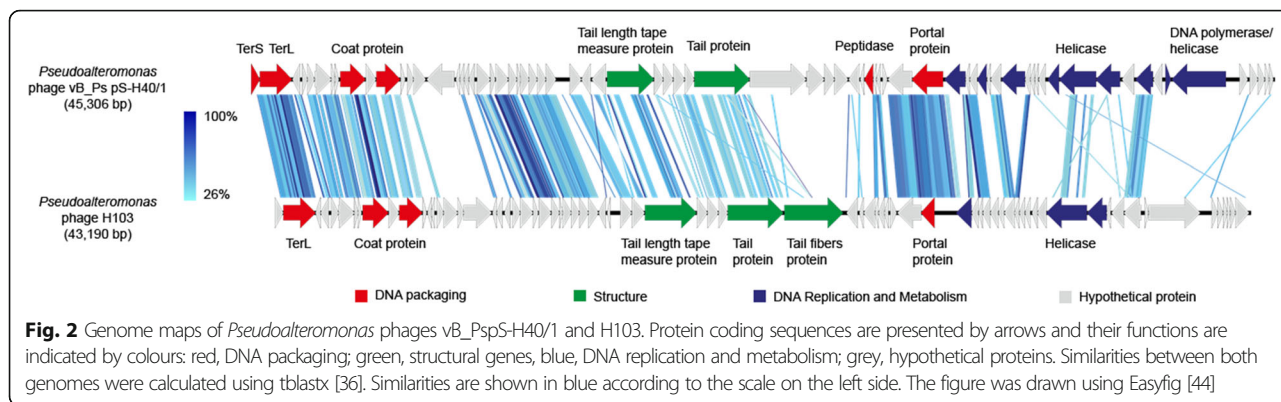 Tail length tape
measure protein
DNA polymerase/
helicase
TerS TerL
Coat protein
Tail protein
Peptidase
Portal
protein
Helicase
Pseudoalteromonas
phage vB_Ps pS-H40/1
(45,306 bp)
100%
26%
Pseudoalteromonas
phage H103
(43,190 bp)
TerL
Coat protein
Tail length tape
measure protein
Tail
protein
Tail fibers
protein
Portal
protein
Helicase
DNA packaging
Structure
DNA Replication and Metabolism
Hypothetical protein
Fig. 2 Genome maps of Pseudoalteromonas phages vB_PspS-H40/1 and H103. Protein coding sequences are presented by arrows and their functions are
indicated by colours: red, DNA packaging; green, structural genes, blue, DNA replication and metabolism; grey, hypothetical proteins. Similarities between both
genomes were calculated using tblastx [36]. Similarities are shown in blue according to the scale on the left side. The figure was drawn using Easyfig [44]